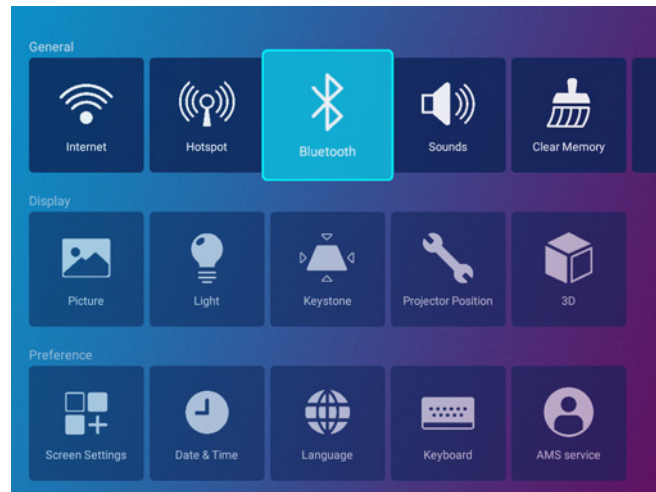 General
Internet
Hotspot
Bluetooth
Sounds
Clear Memory
Display
Picture
Light
Keystone
Projector Position
3D
Preference
Screen Settings
Date & Time
Language
Keyboard
AMS service